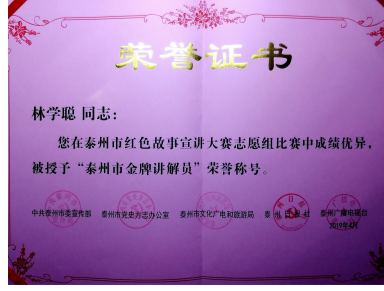 荣誉证书
林学聪 同志：
您在泰州市红色故事宣讲大赛志愿组比赛中成绩优异，
被授予“泰州市金牌讲解员”荣誉称号。
中共泰州市委宣传部 泰州市党史方志办公室 泰州市文化广电和旅游局 泰州日报社 泰州广播电视台
2019年4月